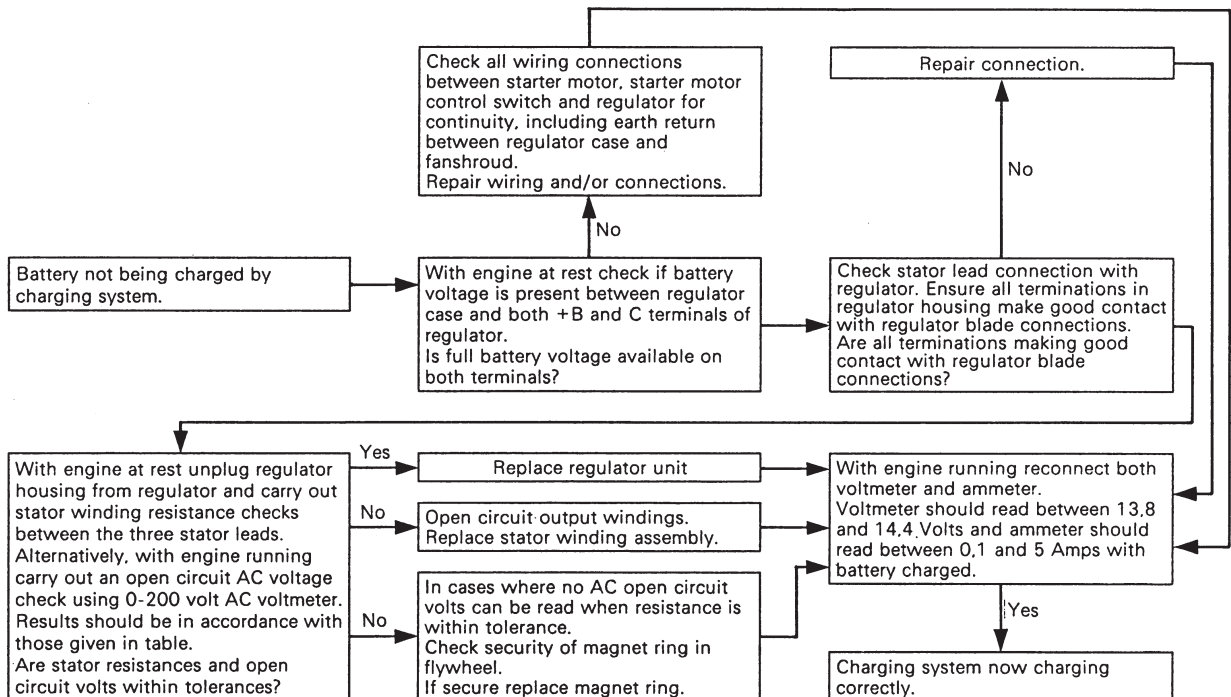 Check all wiring connections
between starter motor, starter motor
control switch and regulator for
continuity, including earth return
between regulator case and
fanshroud.
Repair wiring and/or connections.
Repair connection.
No
No
Battery not being charged by
charging system.
With engine at rest check if battery
voltage is present between regulator
case and both +B and C terminals of
regulator.
Is full battery voltage available on
both terminals?
Check stator lead connection with
regulator. Ensure all terminations in
regulator housing make good contact
with regulator blade connections.
Are all terminations making good
contact with regulator blade
connections?
With engine at rest unplug regulator
housing from regulator and carry out
stator winding resistance checks
between the three stator leads.
Alternatively, with engine running
carry out an open circuit AC voltage
check using 0-200 volt AC voltmeter.
Results should be in accordance with
those given in table.
Are stator resistances and open
circuit volts within tolerances?
Yes
Replace regulator unit
No
Open circuit output windings.
Replace stator winding assembly.
No
In cases where no AC open circuit
volts can be read when resistance is
within tolerance.
Check security of magnet ring in
flywheel.
If secure replace magnet ring.
With engine running reconnect both
voltmeter and ammeter.
Voltmeter should read between 13,8
and 14,4 Volts and ammeter should
read between 0,1 and 5 Amps with
battery charged.
Yes
Charging system now charging
correctly.